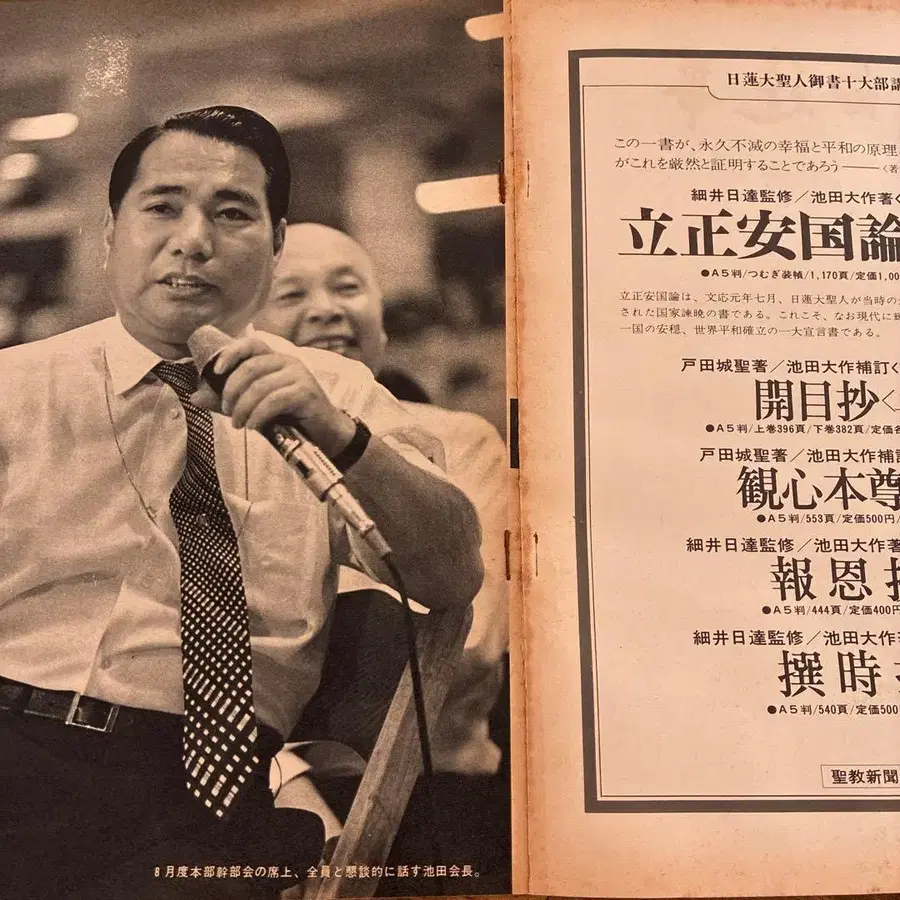 8月度本部幹部会の席上、全員と懇談的に話す池田会長。
日蓮大聖人御書十大部講
この一書が、永久不滅の幸福と平和の原理
がこれを厳然と証明することであろう――〈著
細井日達監修／池田大作著く
立正安国論
●A5判/つむぎ装幀/1,170頁/定価1,00
立正安国論は、文応元年七月、日蓮大聖人が当時の
された国家諫暁の書である。これこそ、なお現代に
一国の安穏、世界平和確立の一大宣言書である。
戸田城聖著／池田大作補訂く
開目抄〈上
●A5判/上巻396頁/下巻382頁/定価各
戸田城聖著／池田大作補訂
観心本尊
●A5判/553頁/定価500円/
細井日達監修／池田大作著
報恩抄
●A5判/444頁/定価400円
細井日達監修／池田大作著
撰時
●A5判/540頁/定価500
聖教新聞